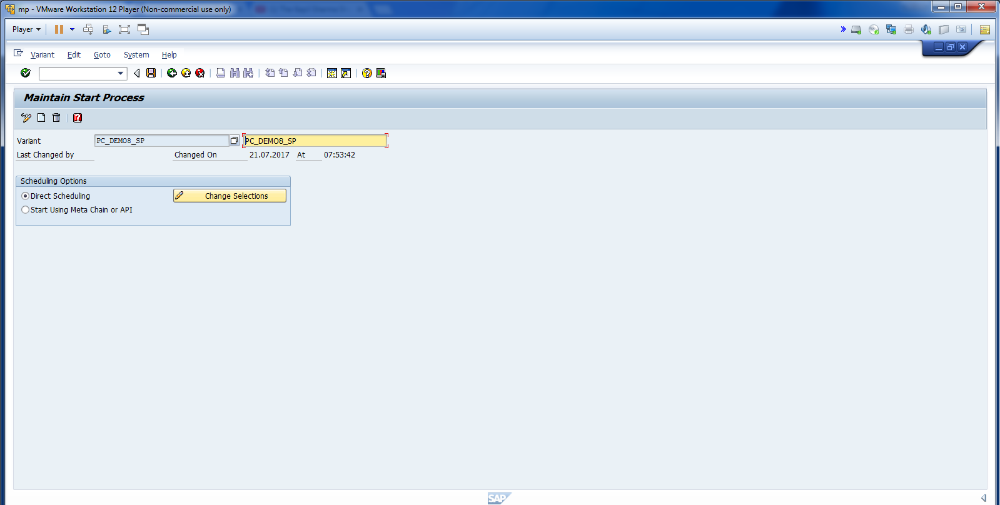 mp - VMware Workstation 12 Player (Non-commercial use only)
Player
Variant Edit Goto System Help
Maintain Start Process
Variant PC_DEMO8_SP PC_DEMO8_SP
Last Changed by Changed On 21.07.2017 At 07:53:42
Scheduling Options
Direct Scheduling Change Selections
Start Using Meta Chain or API
SAP